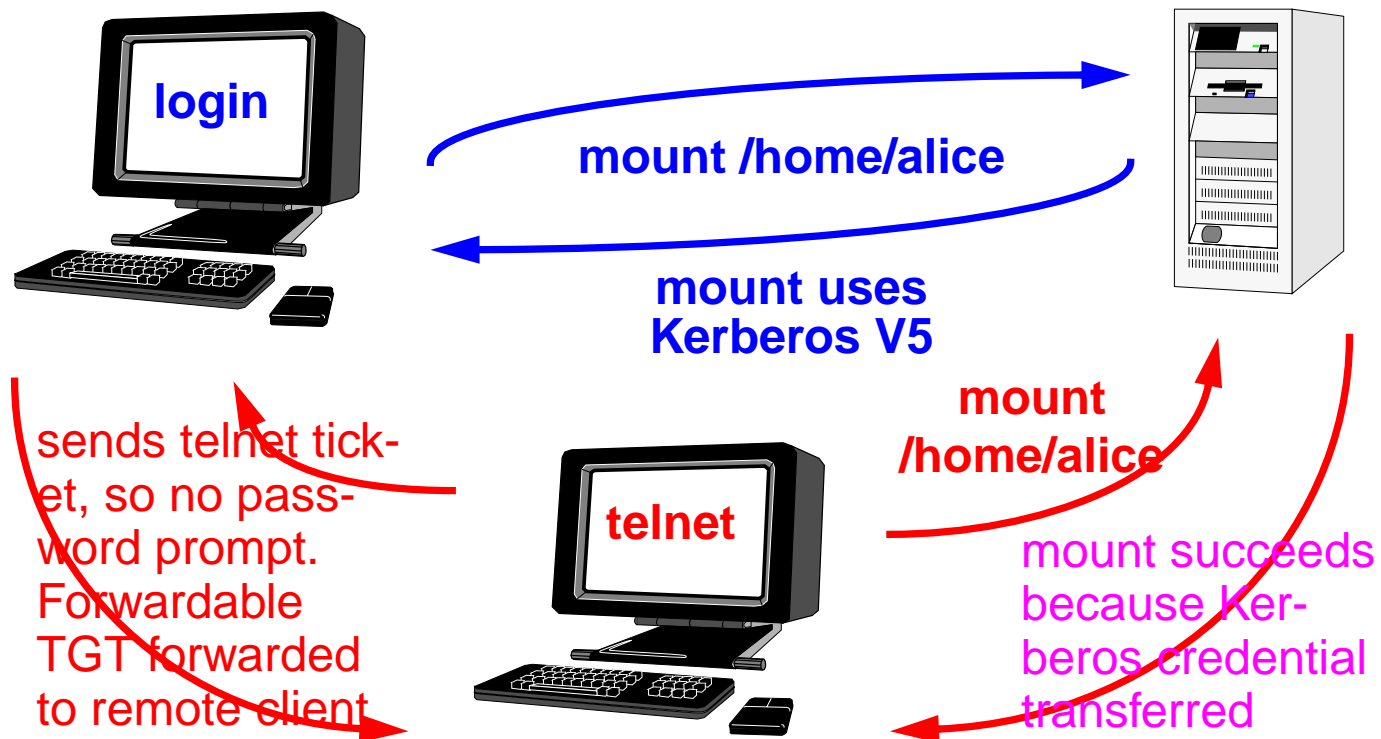 login
mount /home/alice
mount uses
Kerberos V5
mount
/home/alice
sends telnet tick-
et, so no pass-
word prompt.
Forwardable
TGT forwarded
to remote client
telnet
mount succeeds
because Ker-
beros credential
transferred